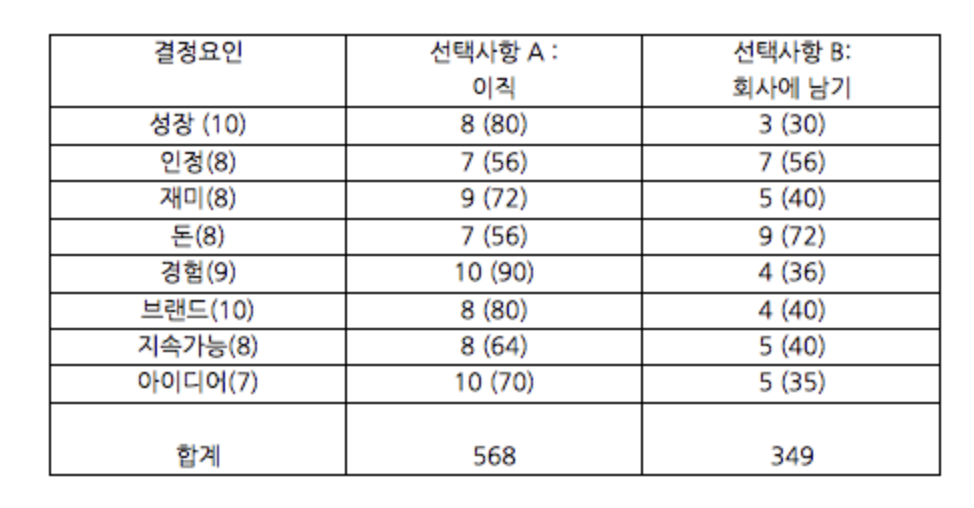 결정요인 선택사항 A : 선택사항 B:
이직 회사에 남기
성장 (10) 8 (80) 3 (30)
인정(8) 7 (56) 7 (56)
재미(8) 9 (72) 5 (40)
돈(8) 7 (56) 9 (72)
경험(9) 10 (90) 4 (36)
브랜드(10) 8 (80) 4 (40)
지속가능(8) 8 (64) 5 (40)
아이디어(7) 10 (70) 5 (35)
합계 568 349